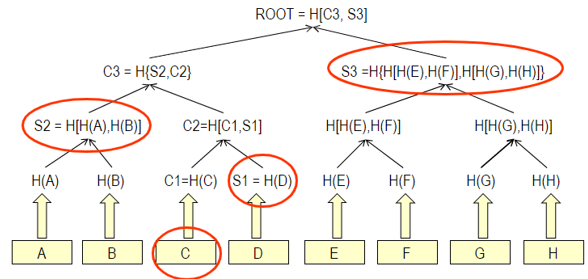 ROOT = H[C3, S3]
C3 = H{S2,C2}
S3 =H{H[H(E),H(F)],H[H(G),H(H)]}
S2 = H[H(A),H(B)]
C2=H[C1,S1]
H[H(E),H(F)]
H[H(G),H(H)]
H(A)
H(B)
C1=H(C)
S1 = H(D)
H(E)
H(F)
H(G)
H(H)
A
B
C
D
E
F
G
H